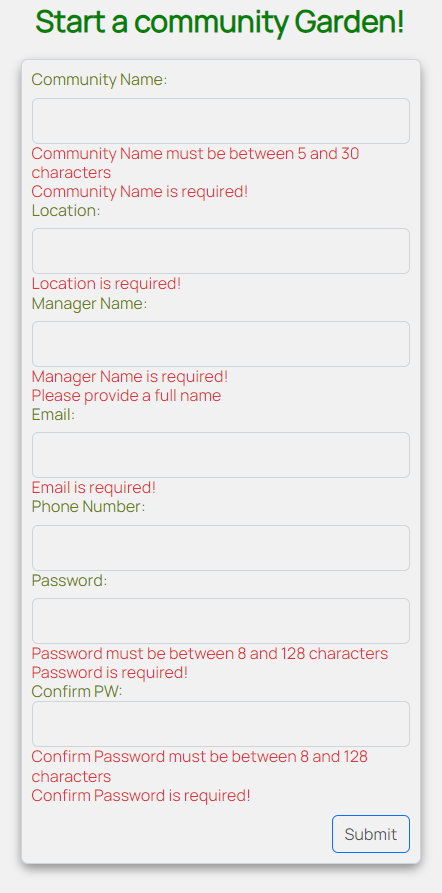 Start a community Garden!
Community Name:
Community Name must be between 5 and 30
characters
Community Name is required!
Location:
Location is required!
Manager Name:
Manager Name is required!
Please provide a full name
Email:
Email is required!
Phone Number:
Password:
Password must be between 8 and 128 characters
Password is required!
Confirm PW:
Confirm Password must be between 8 and 128
characters
Confirm Password is required!
Submit